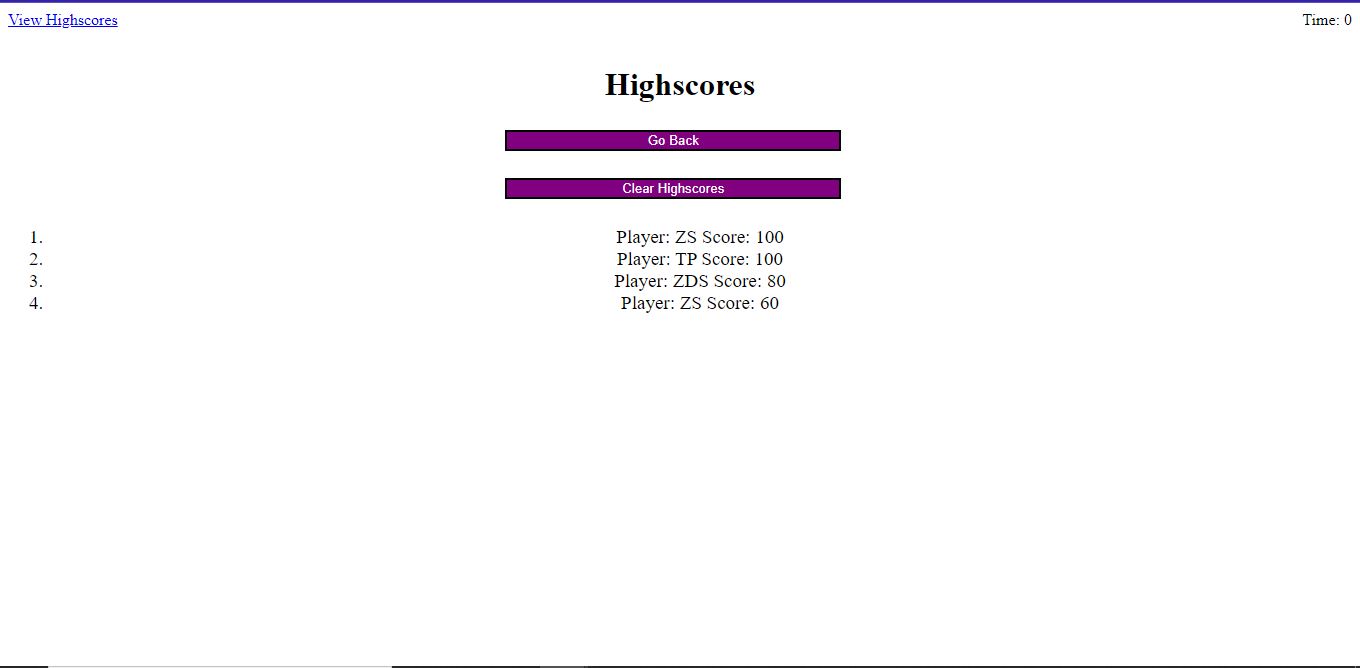 View Highscores
Time: 0
Highscores
Go Back
Clear Highscores
1. Player: ZS Score: 100
2. Player: TP Score: 100
3. Player: ZDS Score: 80
4. Player: ZS Score: 60